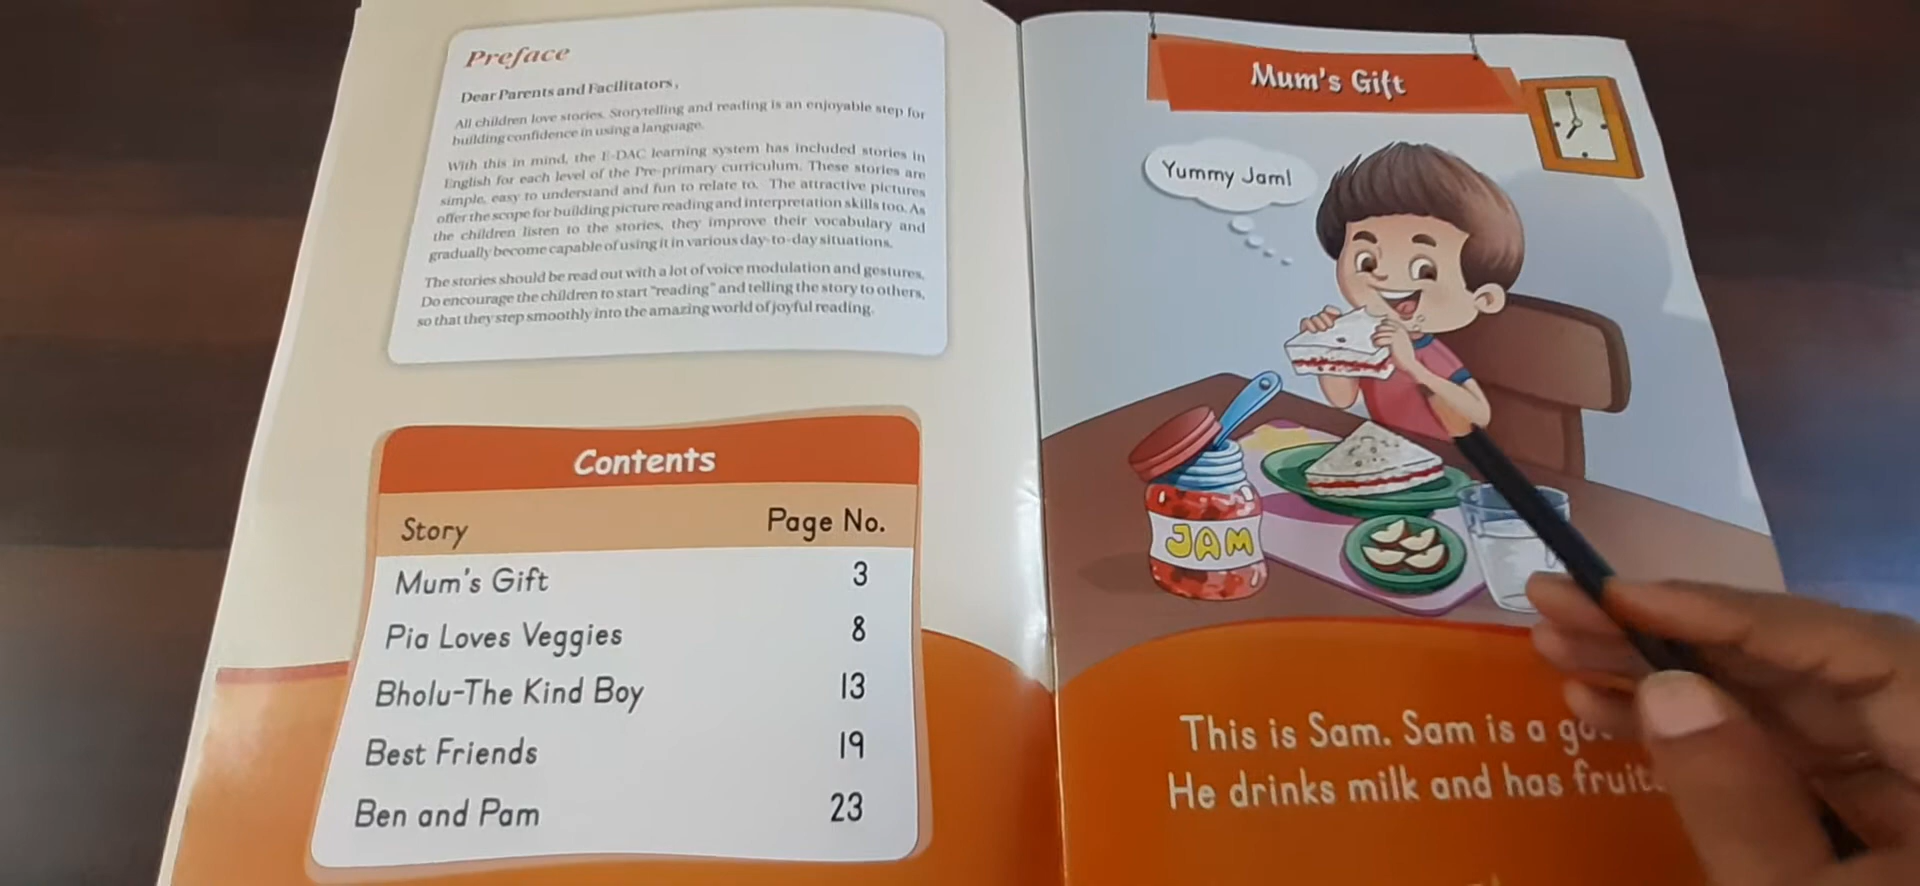 Preface
Dear Parents and Facilitators,
All children love stories. Storytelling and reading is an enjoyable step for
building confidence in using a language.
With this in mind, the E-DAC learning system has included stories in
English for each level of the Pre-primary curriculum. These stories are
simple, easy to understand and fun to relate to. The attractive pictures
offer the scope for building picture reading and interpretation skills too. As
the children listen to the stories, they improve their vocabulary and
gradually become capable of using it in various day-to-day situations.
The stories should be read out with a lot of voice modulation and gestures.
Do encourage the children to start "reading" and telling the story to others,
so that they step smoothly into the amazing world of joyful reading.
Contents
Story Page No.
Mum's Gift 3
Pia Loves Veggies 8
Bholu-The Kind Boy 13
Best Friends 19
Ben and Pam 23
Mum's Gift
Yummy Jam!
JAM
This is Sam. Sam is a
He drinks milk and has